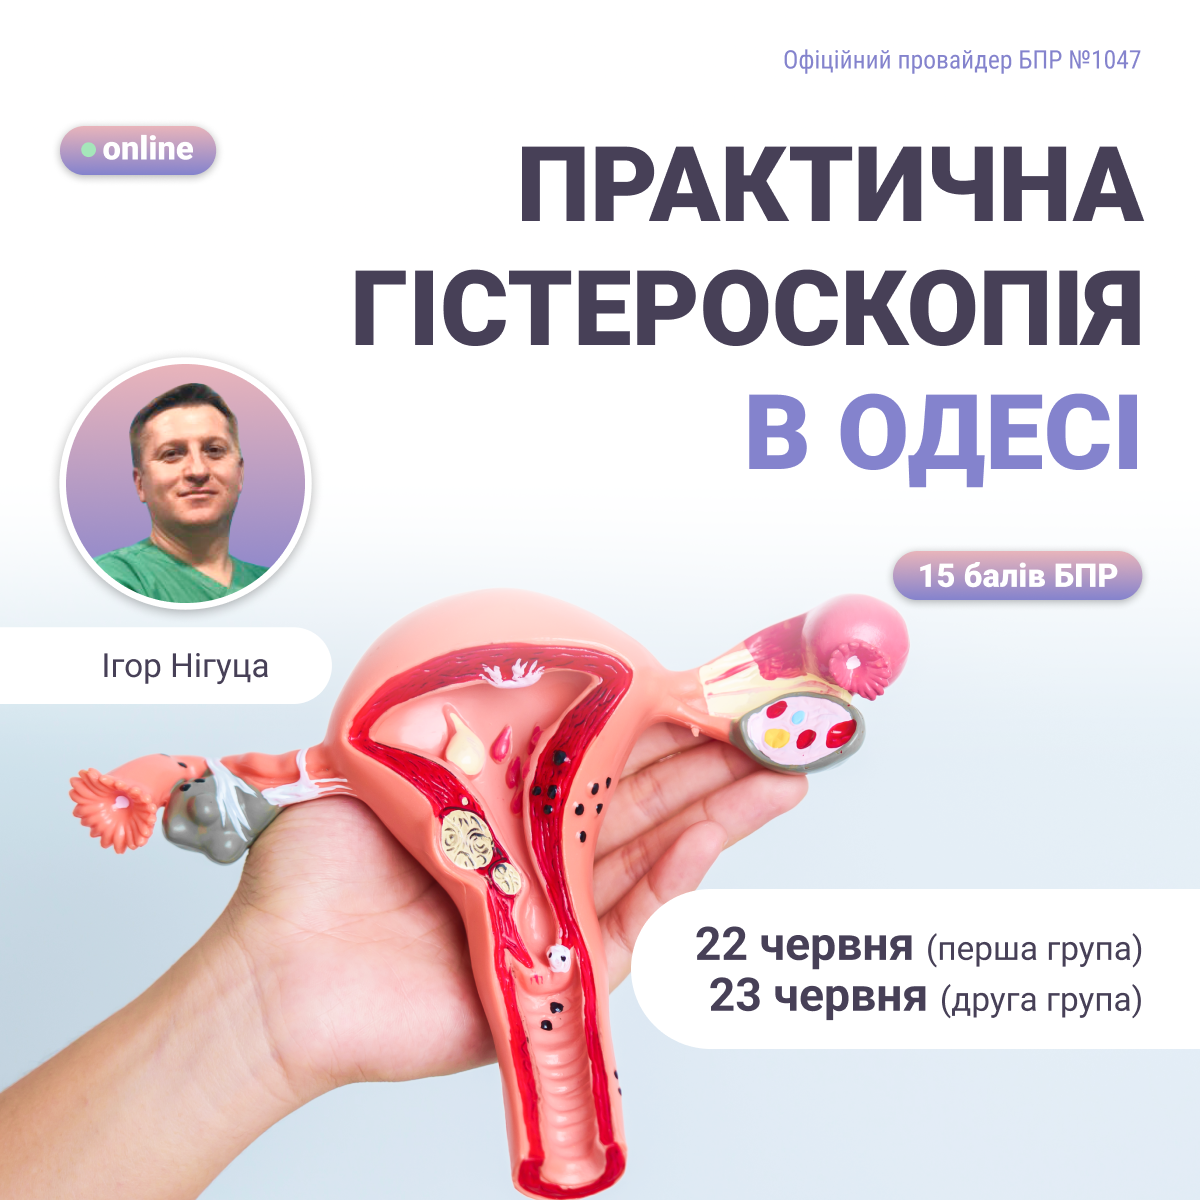 Офіційний провайдер БПР №1047
online
ПРАКТИЧНА
ГІСТЕРОСКОПІЯ
В ОДЕСІ
15 балів БПР
Ігор Нігуца
22 червня (перша група)
23 червня (друга група)